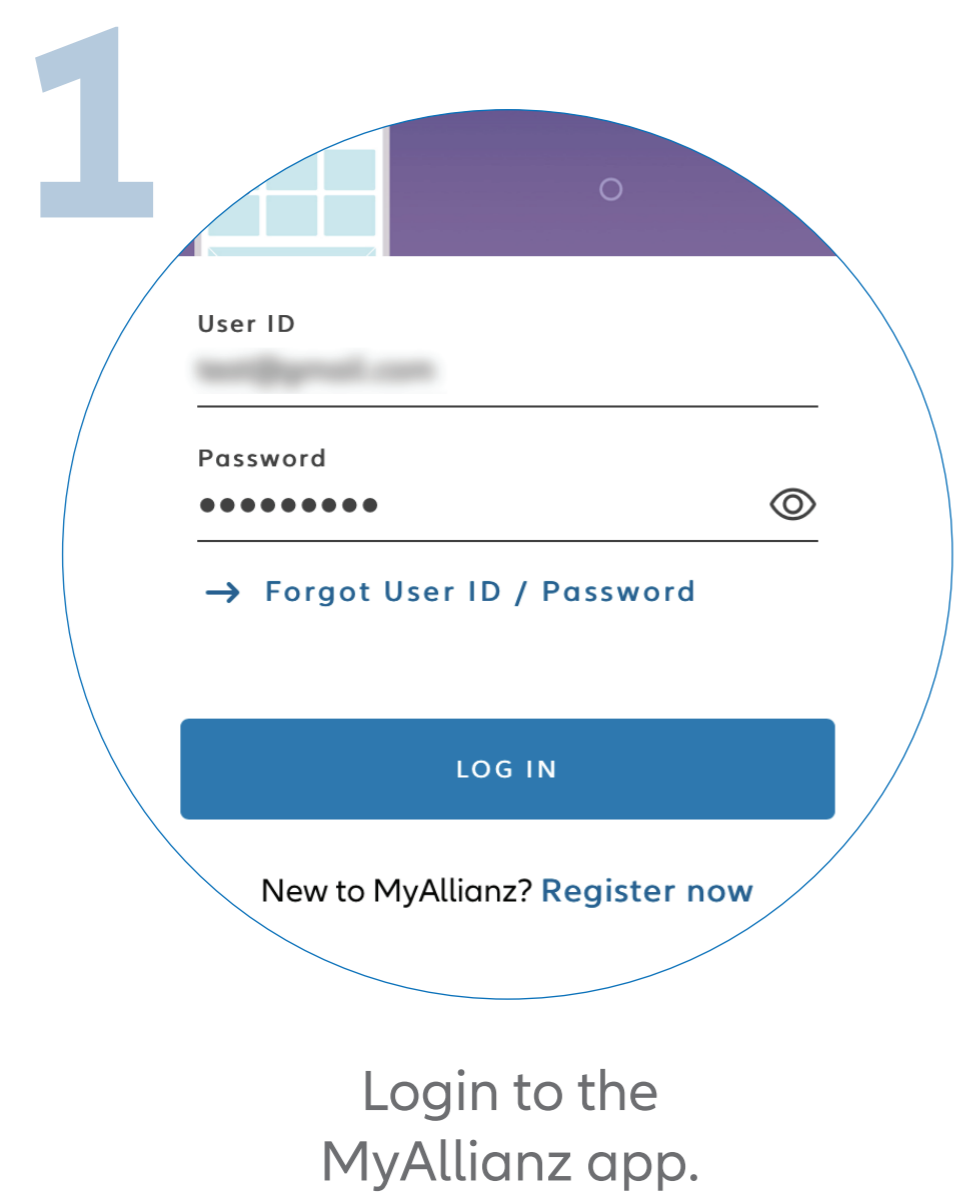 1
User ID
Password
→ Forgot User ID / Password
LOG IN
New to MyAllianz? Register now
Login to the
MyAllianz app.